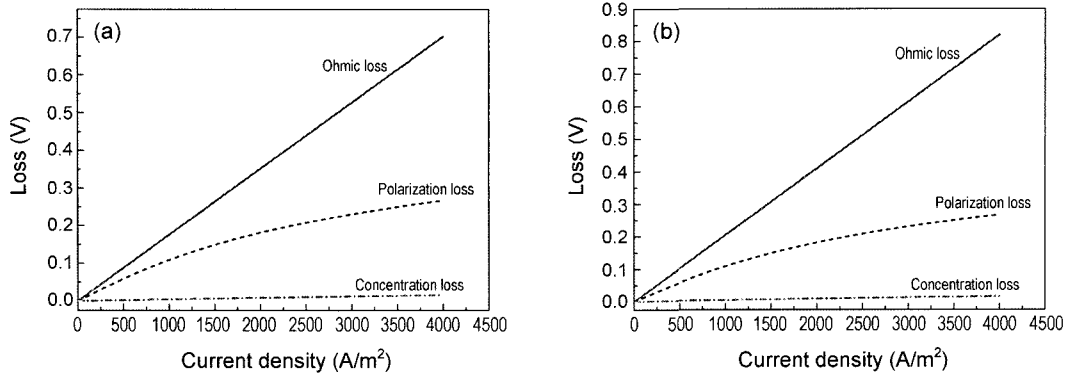 (a)
Loss (V)
0.7
0.6
0.5
0.4
0.3
0.2
0.1
0.0
Ohmic loss
Polarization loss
Concentration loss
0 500 1000 1500 2000 2500 3000 3500 4000 4500
Current density (A/m²)
(b)
Loss (V)
0.9
0.8
0.7
0.6
0.5
0.4
0.3
0.2
0.1
0.0
Ohmic loss
Polarization loss
Concentration loss
0 500 1000 1500 2000 2500 3000 3500 4000 4500
Current density (A/m²)